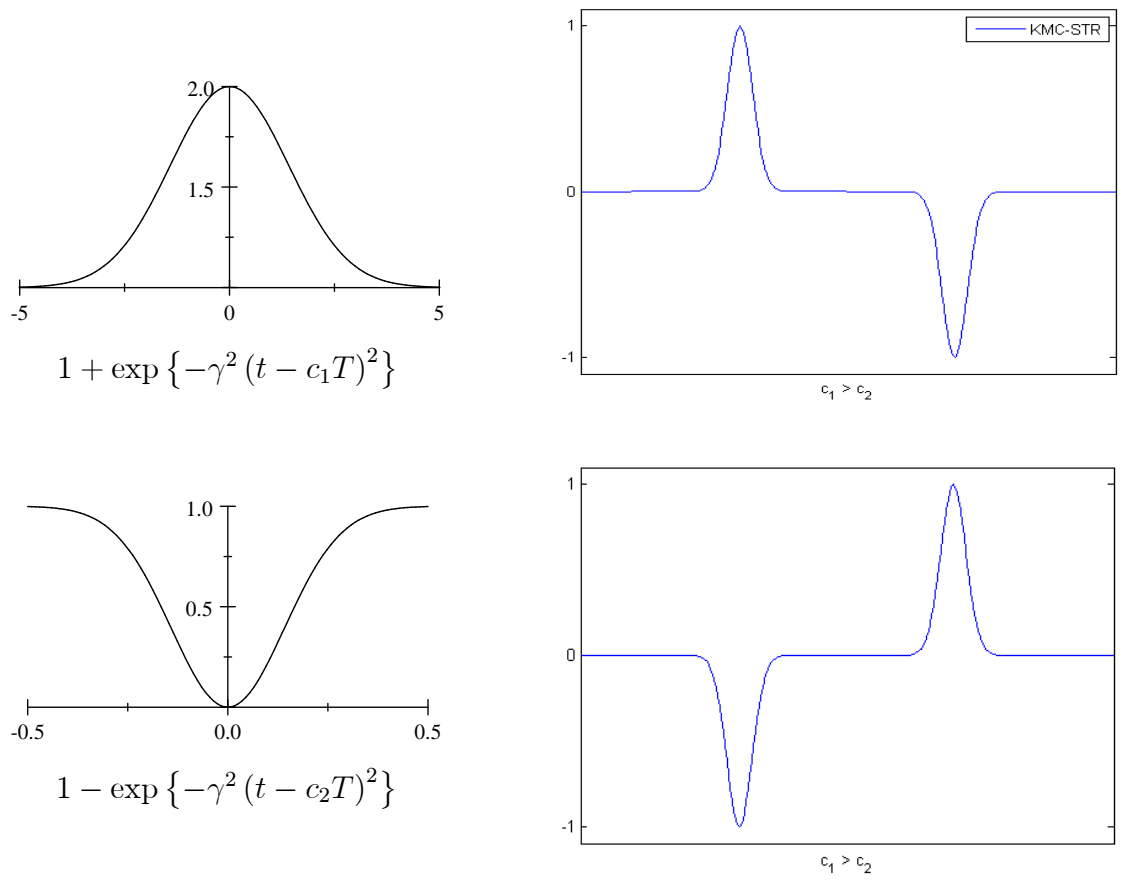 2.0
1.5
-5 0 5
1 + exp {−γ² (t − c₁T)²}
1
KMC-STR
0
-1
c₁ > c₂
1.0
0.5
-0.5 0.0 0.5
1 − exp {−γ² (t − c₂T)²}
1
0
-1
c₁ > c₂